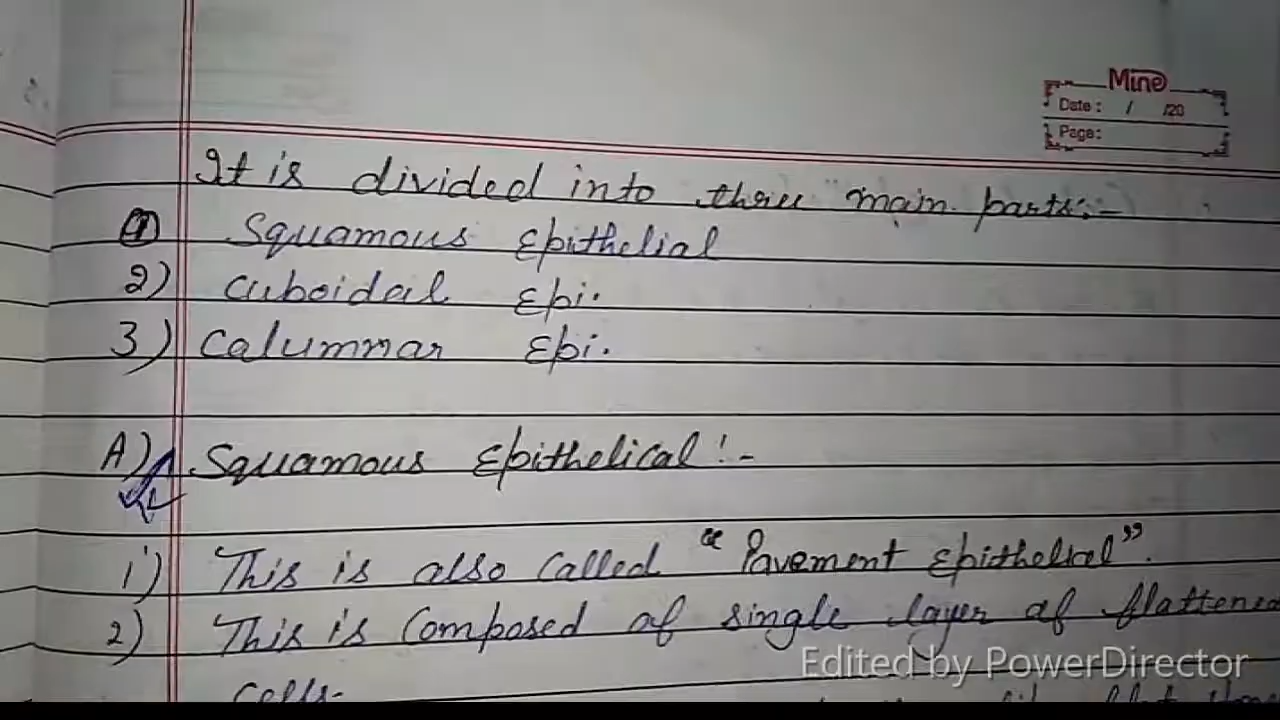 Mine
Date : / /20
Page:
It is divided into three main parts:-
1) Squamous Epithelial
2) Cuboidal Epi.
3) Calummar Epi.
A) Squamous Epithelical :-
1) This is also Called "Pavement Epithelial".
2) This is Composed of single layer of flattened
cells.
Edited by PowerDirector